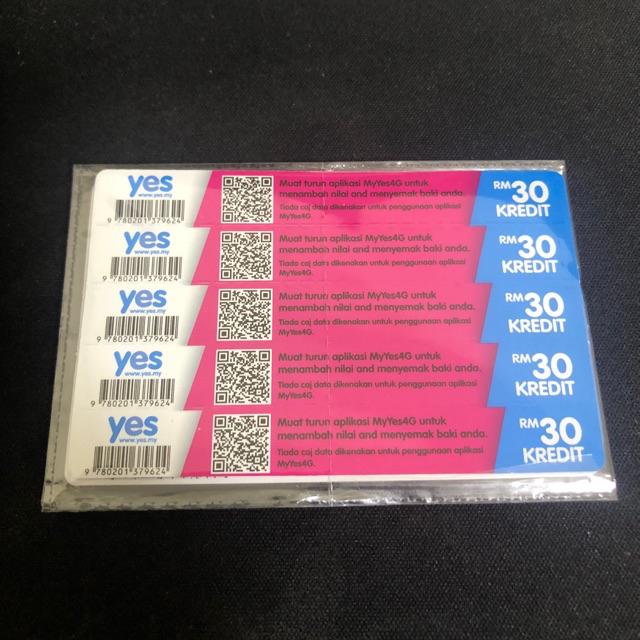 yes
www.yes.my
9 780201 379624
Muat turun aplikasi MyYes4G untuk
menambah nilai and menyemak baki anda.
Tiada caj data dikenakan untuk penggunaan aplikasi
MyYes4G.
RM30
KREDIT
yes
www.yes.my
9 780201 379624
Muat turun aplikasi MyYes4G untuk
menambah nilai and menyemak baki anda.
Tiada caj data dikenakan untuk penggunaan aplikasi
MyYes4G.
RM30
KREDIT
yes
www.yes.my
9 780201 379624
Muat turun aplikasi MyYes4G untuk
menambah nilai and menyemak baki anda.
Tiada caj data dikenakan untuk penggunaan aplikasi
MyYes4G.
RM30
KREDIT
yes
www.yes.my
9 780201 379624
Muat turun aplikasi MyYes4G untuk
menambah nilai and menyemak baki anda.
Tiada caj data dikenakan untuk penggunaan aplikasi
MyYes4G.
RM30
KREDIT
yes
www.yes.my
9 780201 379624
Muat turun aplikasi MyYes4G untuk
menambah nilai and menyemak baki anda.
Tiada caj data dikenakan untuk penggunaan aplikasi
MyYes4G.
RM30
KREDIT